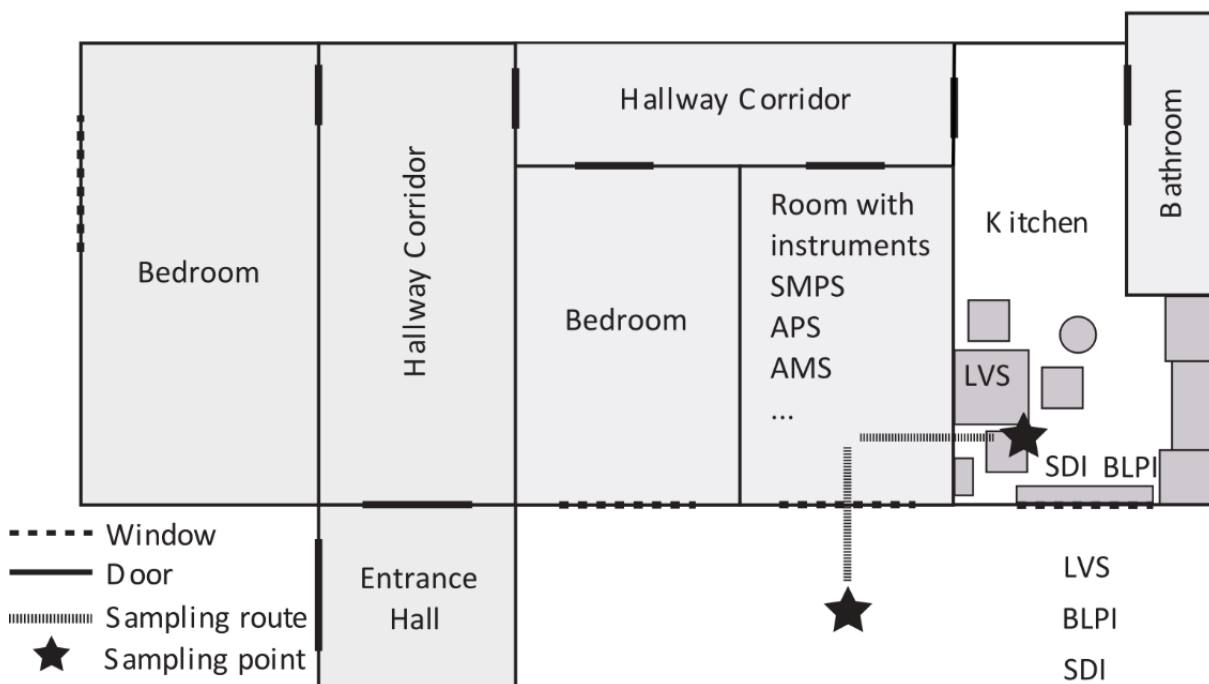 Hallway Corridor
Bathroom
Hallway Corridor
Kitchen
Bedroom
Bedroom
Room with
instruments
SMPS
APS
AMS
...
LVS
SDI BLPI
Window
Door
Sampling route
Sampling point
Entrance
Hall
LVS
BLPI
SDI